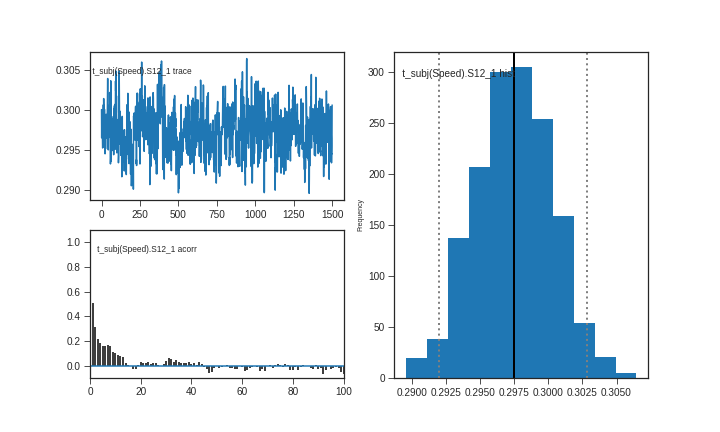 t_subj(Speed).S12_1 trace
0.305
0.300
0.295
0.290
0 250 500 750 1000 1250 1500
t_subj(Speed).S12_1 acorr
1.0
0.8
0.6
0.4
0.2
0.0
0 20 40 60 80 100
t_subj(Speed).S12_1 hist
Frequency
300
250
200
150
100
50
0
0.2900 0.2925 0.2950 0.2975 0.3000 0.3025 0.3050